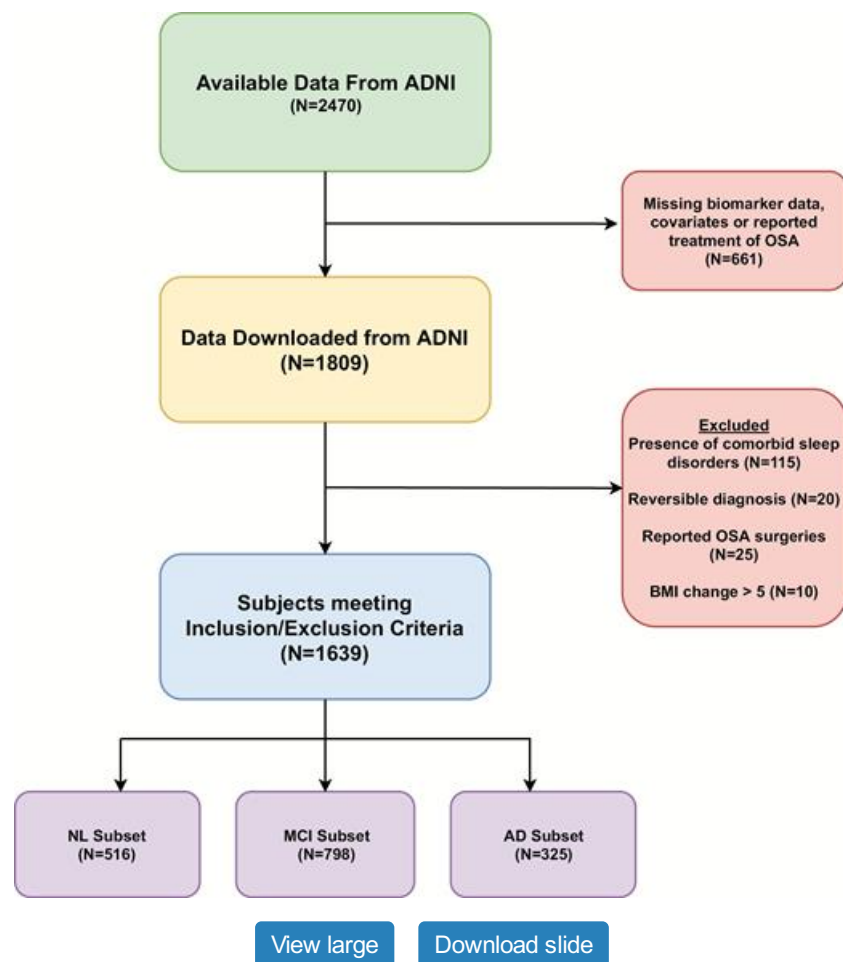 Available Data From ADNI
(N=2470)
Missing biomarker data,
covariates or reported
treatment of OSA
(N=661)
Data Downloaded from ADNI
(N=1809)
Excluded
Presence of comorbid sleep
disorders (N=115)
Reversible diagnosis (N=20)
Reported OSA surgeries
(N=25)
BMI change > 5 (N=10)
Subjects meeting
Inclusion/Exclusion Criteria
(N=1639)
NL Subset
(N=516)
MCI Subset
(N=798)
AD Subset
(N=325)
View large
Download slide